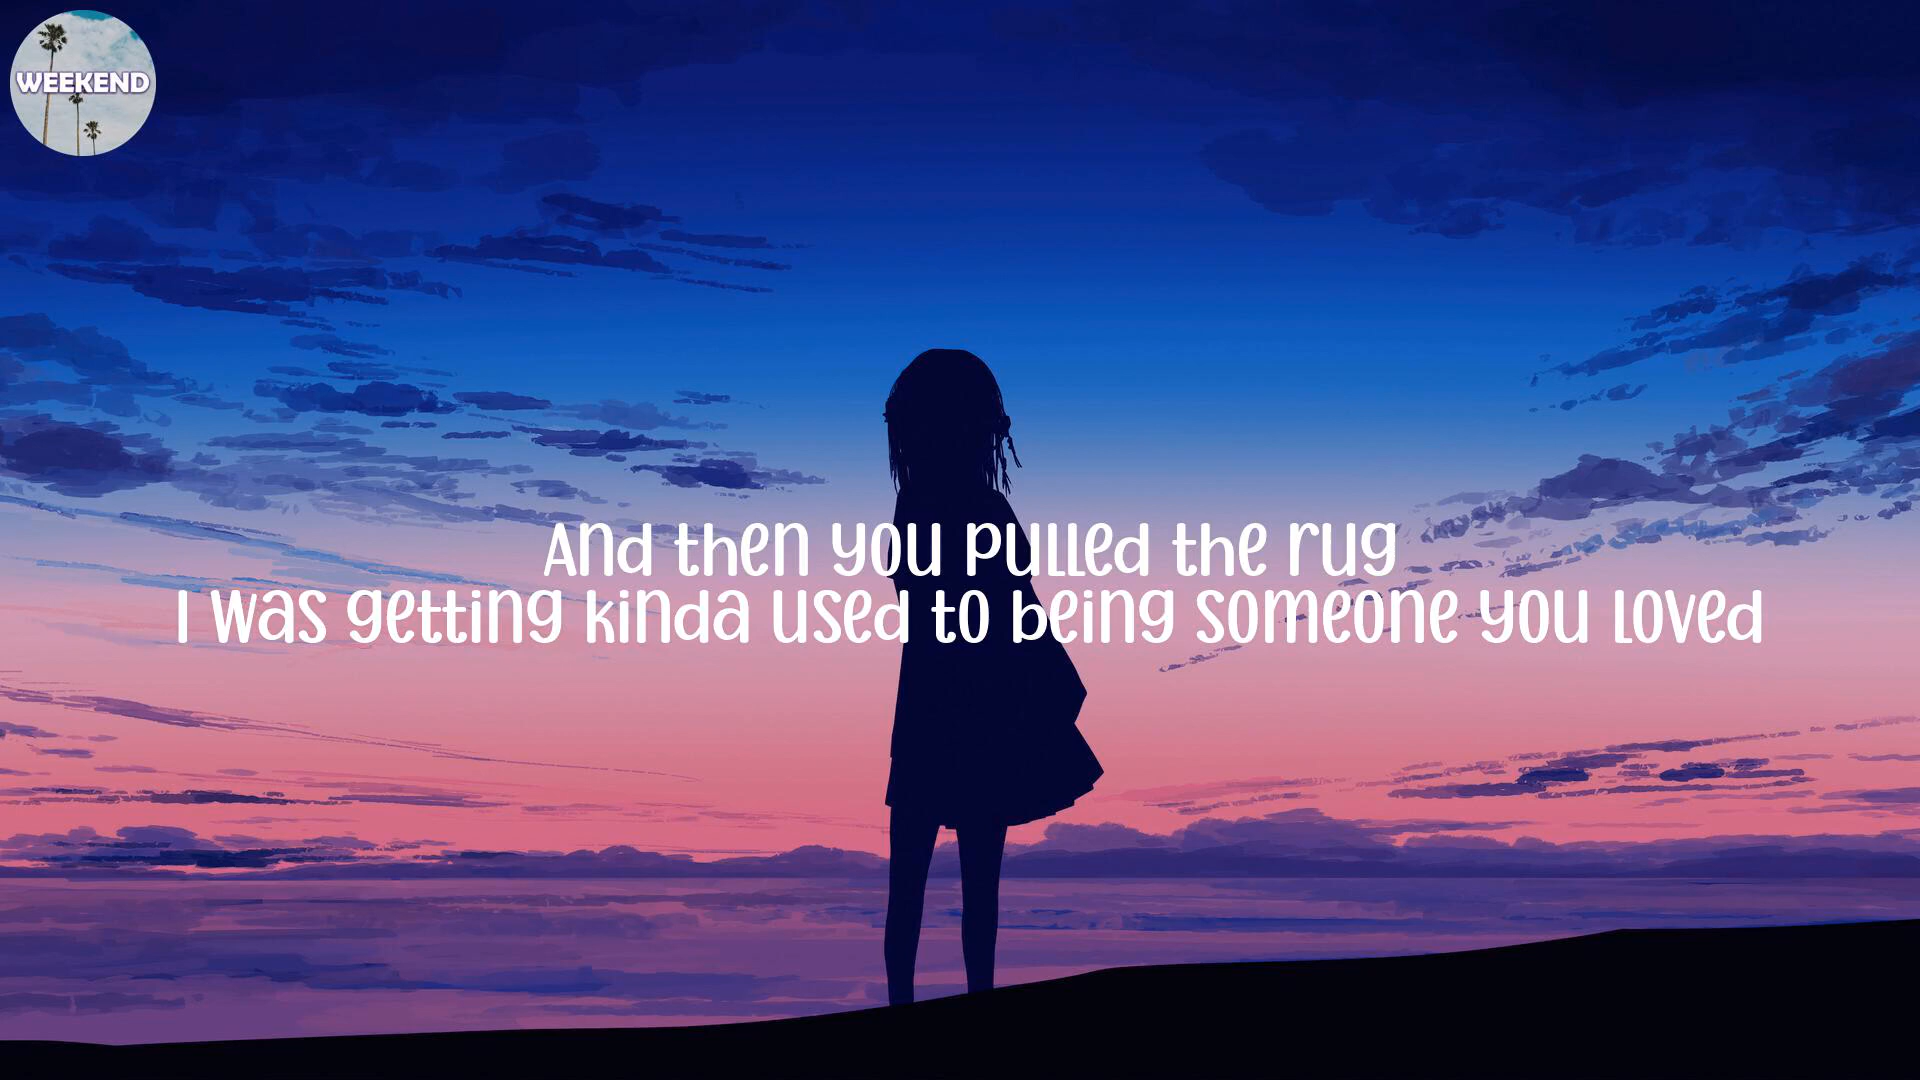 WEEKEND
And then you pulled the rug
I was getting kinda used to being someone you loved